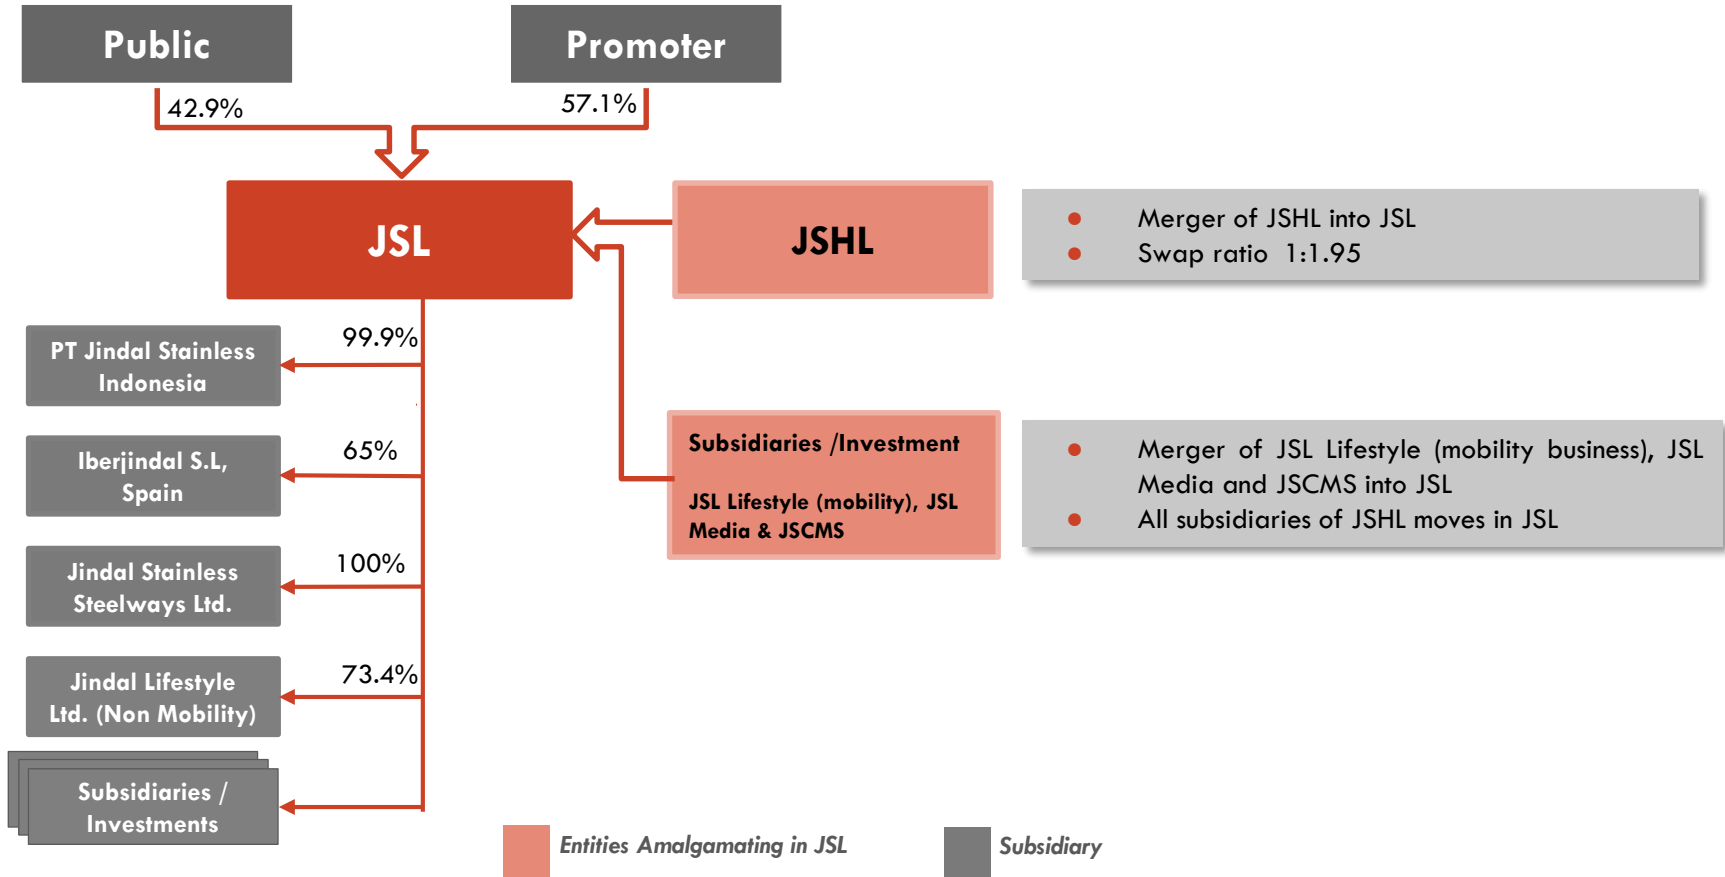 Public
Promoter
42.9%
57.1%
JSL
JSHL
• Merger of JSHL into JSL
• Swap ratio 1:1.95
99.9%
PT Jindal Stainless
Indonesia
65%
Iberjindal S.L,
Spain
100%
Jindal Stainless
Steelways Ltd.
73.4%
Jindal Lifestyle
Ltd. (Non Mobility)
Subsidiaries /
Investments
Subsidiaries /Investment
JSL Lifestyle (mobility), JSL
Media & JSCMS
• Merger of JSL Lifestyle (mobility business), JSL
Media and JSCMS into JSL
• All subsidiaries of JSHL moves in JSL
Entities Amalgamating in JSL
Subsidiary